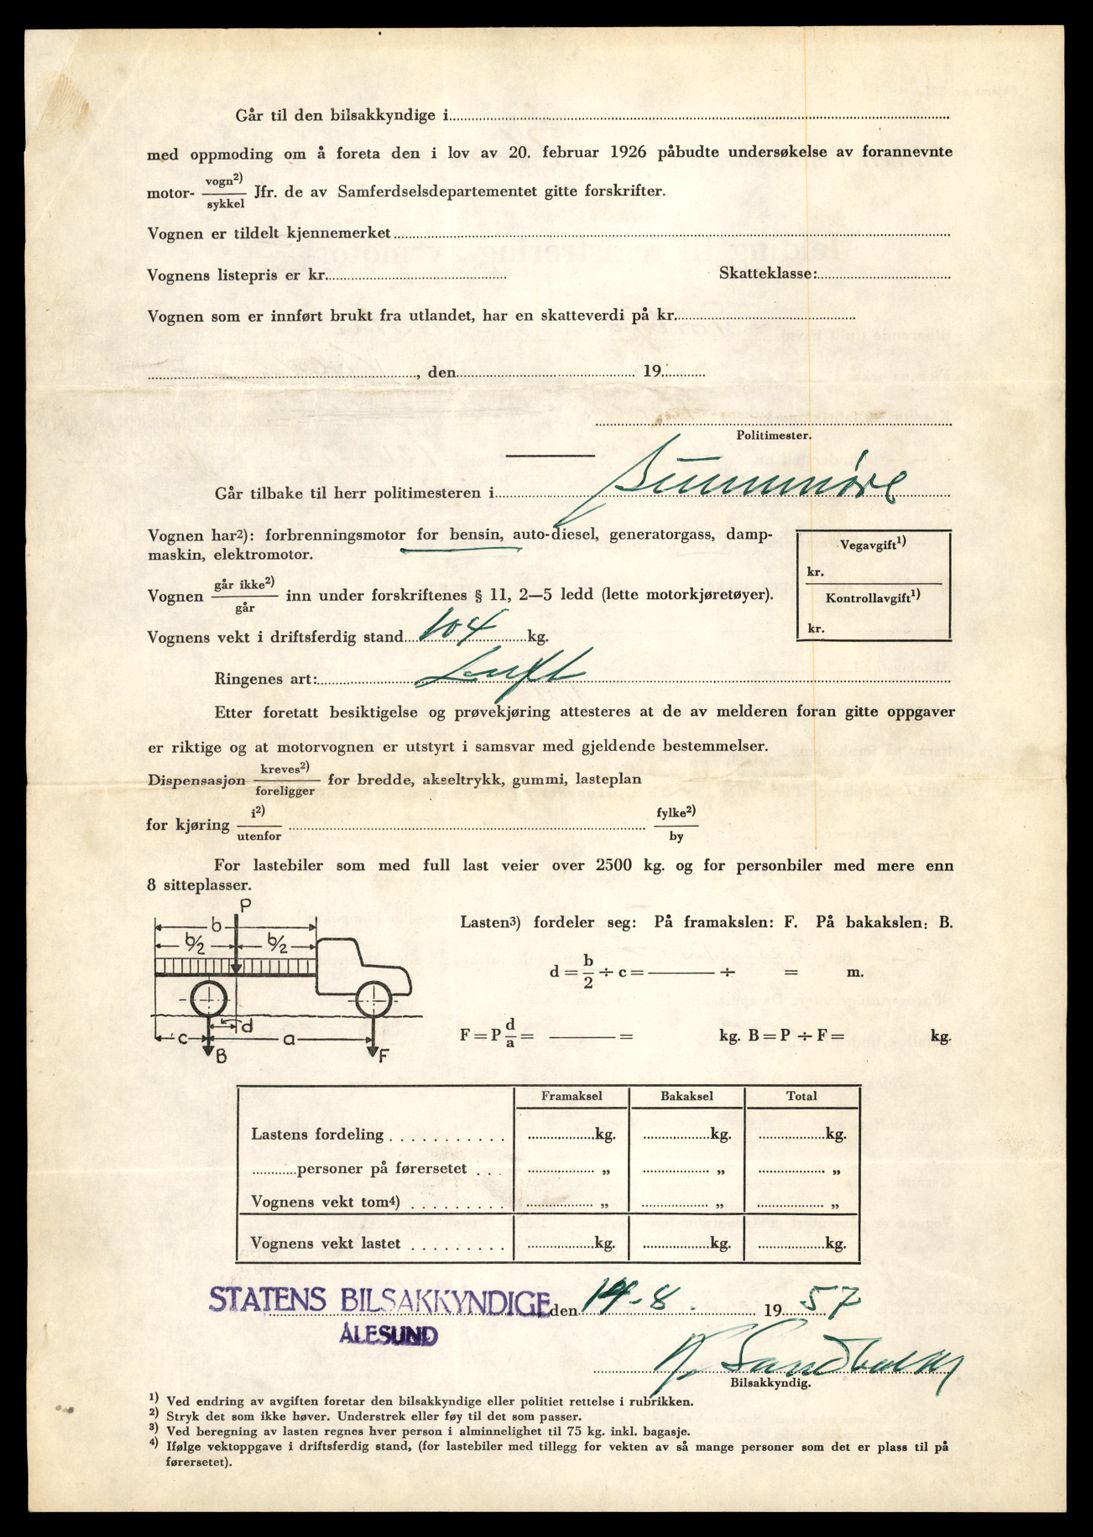 Går til den bilsakkyndige i
med oppmoding om å foreta den i lov av 20. februar 1926 påbudte undersøkelse av forannevnte
motor- vogn²) / sykkel Jfr. de av Samferdselsdepartementet gitte forskrifter.
Vognen er tildelt kjennemerket
Vognens listepris er kr. Skatteklasse:
Vognen som er innført brukt fra utlandet, har en skatteverdi på kr.
, den 19
Politimester.
Går tilbake til herr politimesteren i Sunnmøre
Vognen har²): forbrenningsmotor for bensin, auto-diesel, generatorgass, damp-
maskin, elektromotor.
Vegavgift¹)
kr.
Kontrollavgift¹)
kr.
Vognen går ikke²) / går inn under forskriftenes § 11, 2—5 ledd (lette motorkjøretøyer).
Vognens vekt i driftsferdig stand 104 kg.
Ringenes art: Luft
Etter foretatt besiktigelse og prøvekjøring attesteres at de av melderen foran gitte oppgaver
er riktige og at motorvognen er utstyrt i samsvar med gjeldende bestemmelser.
Dispensasjon kreves²) / foreligger for bredde, akseltrykk, gummi, lasteplan
for kjøring i²) / utenfor fylke²) / by
For lastebiler som med full last veier over 2500 kg. og for personbiler med mere enn
8 sitteplasser.
P
b
b/2 b/2
d
c a
B F
Lasten³) fordeler seg: På framakslen: F. På bakakslen: B.
d = b/2 ÷ c = ——— ÷ = m.
F = P d/a = ——— = kg. B = P ÷ F = kg.
Framaksel Bakaksel Total
Lastens fordeling kg. kg. kg.
personer på førersetet „ „ „
Vognens vekt tom⁴) „ „ „
Vognens vekt lastet kg. kg. kg.
STATENS BILSAKKYNDIGE den 14-8. 19 57
ÅLESUND
Bilsakkyndig.
¹) Ved endring av avgiften foretar den bilsakkyndige eller politiet rettelse i rubrikken.
²) Stryk det som ikke høver. Understrek eller føy til det som passer.
³) Ved beregning av lasten regnes hver person i alminnelighet til 75 kg. inkl. bagasje.
⁴) Ifølge vektoppgave i driftsferdig stand, (for lastebiler med tillegg for vekten av så mange personer som det er plass til på
førersetet).